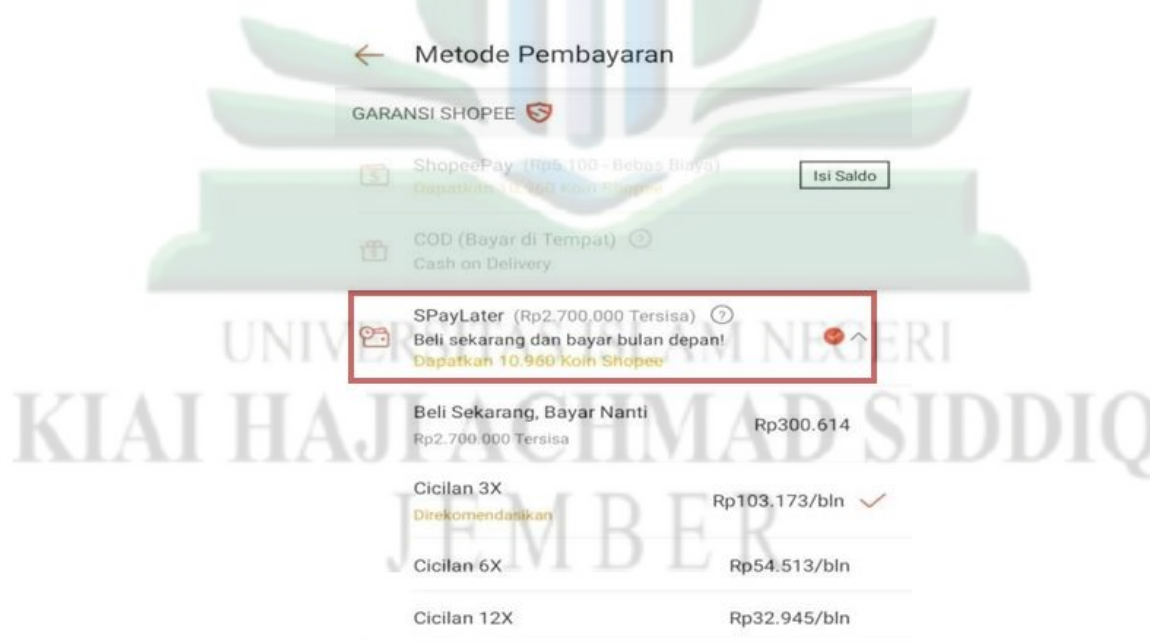 Metode Pembayaran
GARANSI SHOPEE
ShopeePay (Rp5.100 - Bebas Biaya)
Dapatkan 10.960 Koin Shopee
Isi Saldo
COD (Bayar di Tempat) ?
Cash on Delivery
SPayLater (Rp2.700.000 Tersisa) ?
Beli sekarang dan bayar bulan depan!
Dapatkan 10.960 Koin Shopee
Beli Sekarang, Bayar Nanti
Rp2.700.000 Tersisa
Rp300.614
Cicilan 3X
Direkomendasikan
Rp103.173/bln
Cicilan 6X
Rp54.513/bln
Cicilan 12X
Rp32.945/bln
UNIVERSITAS ISLAM NEGERI
KIAI HAJI ACHMAD SIDDIQ
JEMBER